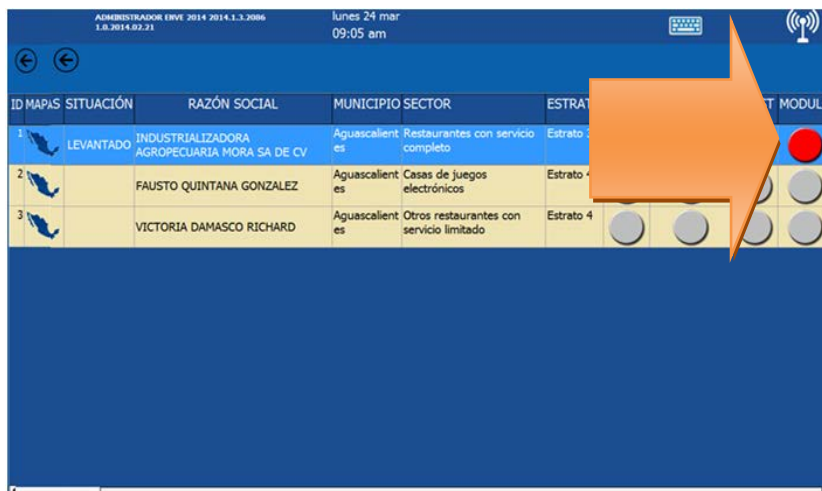 ADMINISTRADOR ENVE 2014 2014.1.3.2086
1.0.2014.02.21
lunes 24 mar
09:05 am
ID MAPAS SITUACIÓN RAZÓN SOCIAL MUNICIPIO SECTOR ESTRAT T MODUL
1 LEVANTADO INDUSTRIALIZADORA AGROPECUARIA MORA SA DE CV Aguascalientes Restaurantes con servicio completo Estrato 3
2 FAUSTO QUINTANA GONZALEZ Aguascalientes Casas de juegos electrónicos Estrato 4
3 VICTORIA DAMASCO RICHARD Aguascalientes Otros restaurantes con servicio limitado Estrato 4